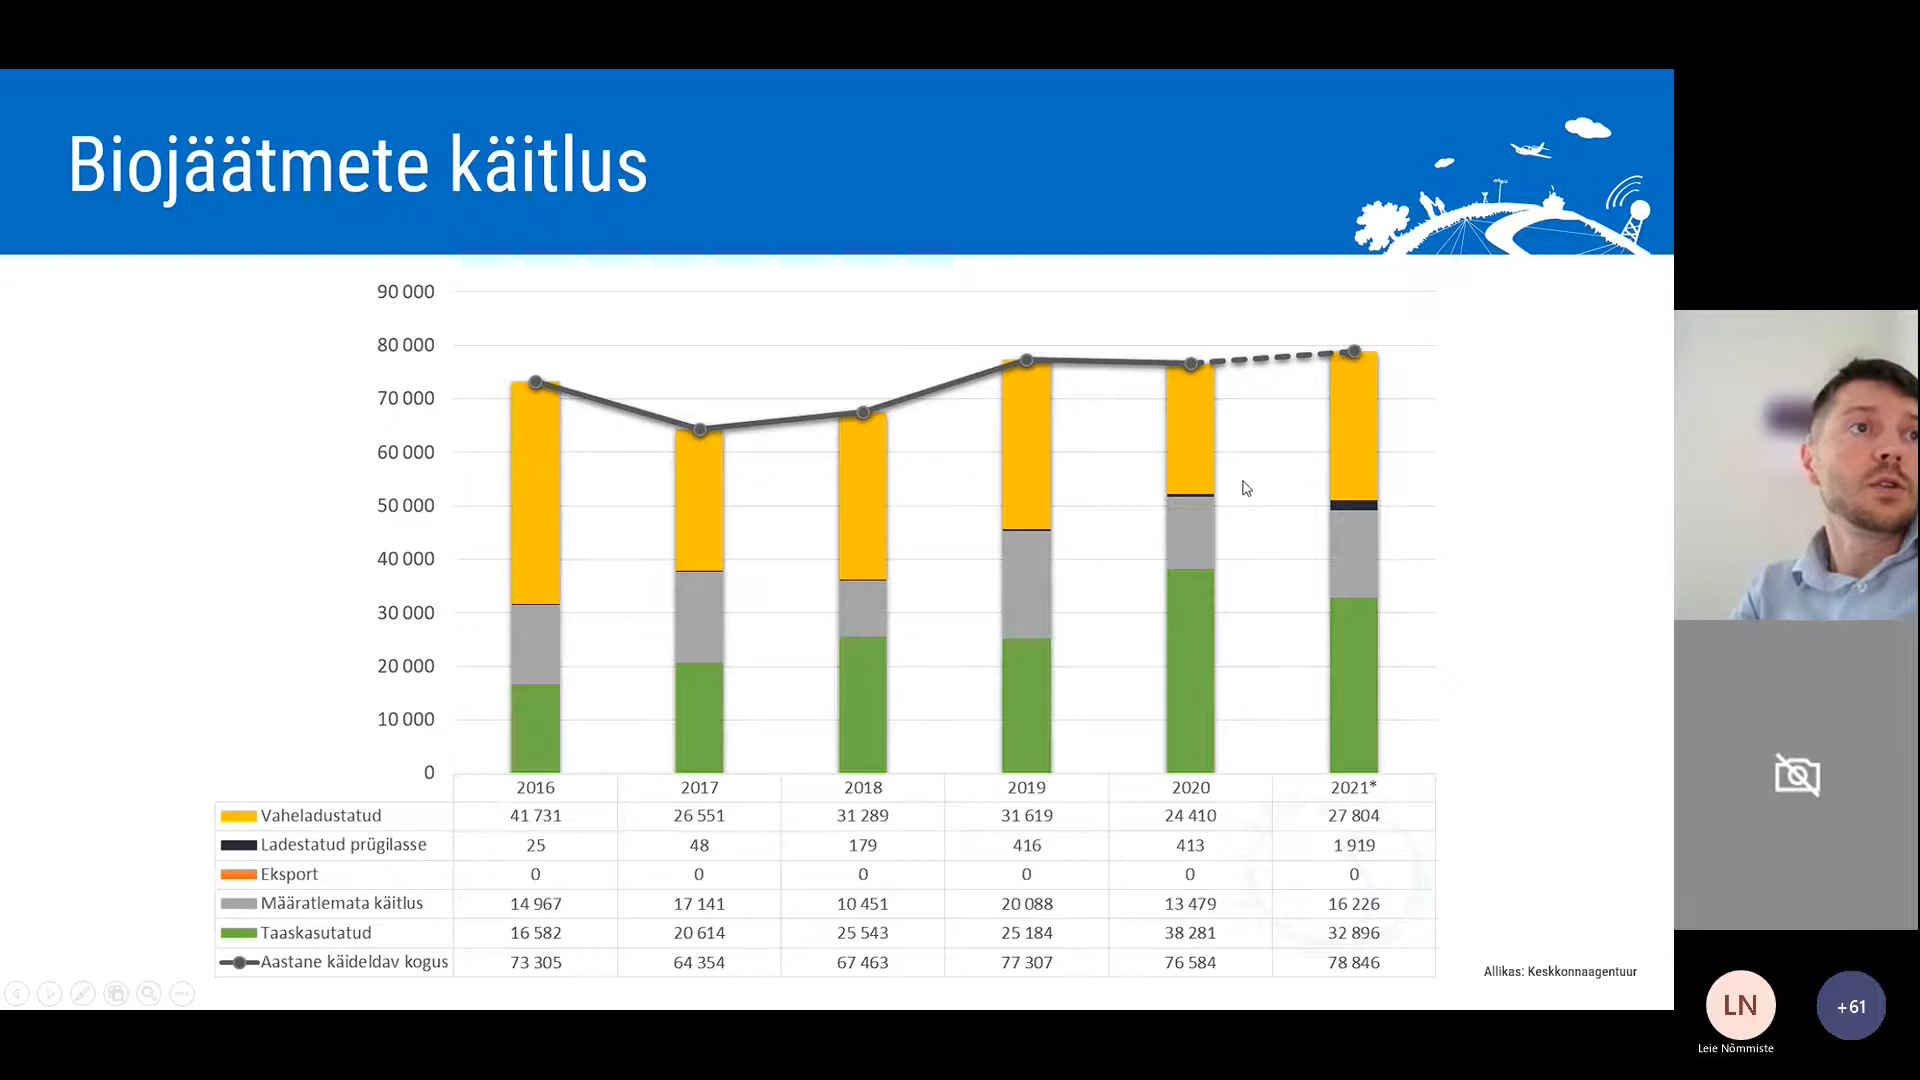 Biojäätmete käitlus
90 000
80 000
70 000
60 000
50 000
40 000
30 000
20 000
10 000
0
2016 2017 2018 2019 2020 2021*
Vaheladustatud 41 731 26 551 31 289 31 619 24 410 27 804
Ladestatud prügilasse 25 48 179 416 413 1 919
Eksport 0 0 0 0 0 0
Määratlemata käitlus 14 967 17 141 10 451 20 088 13 479 16 226
Taaskasutatud 16 582 20 614 25 543 25 184 38 281 32 896
Aastane käideldav kogus 73 305 64 354 67 463 77 307 76 584 78 846
Allikas: Keskkonnaagentuur
LN
+61
Leie Nõmmiste